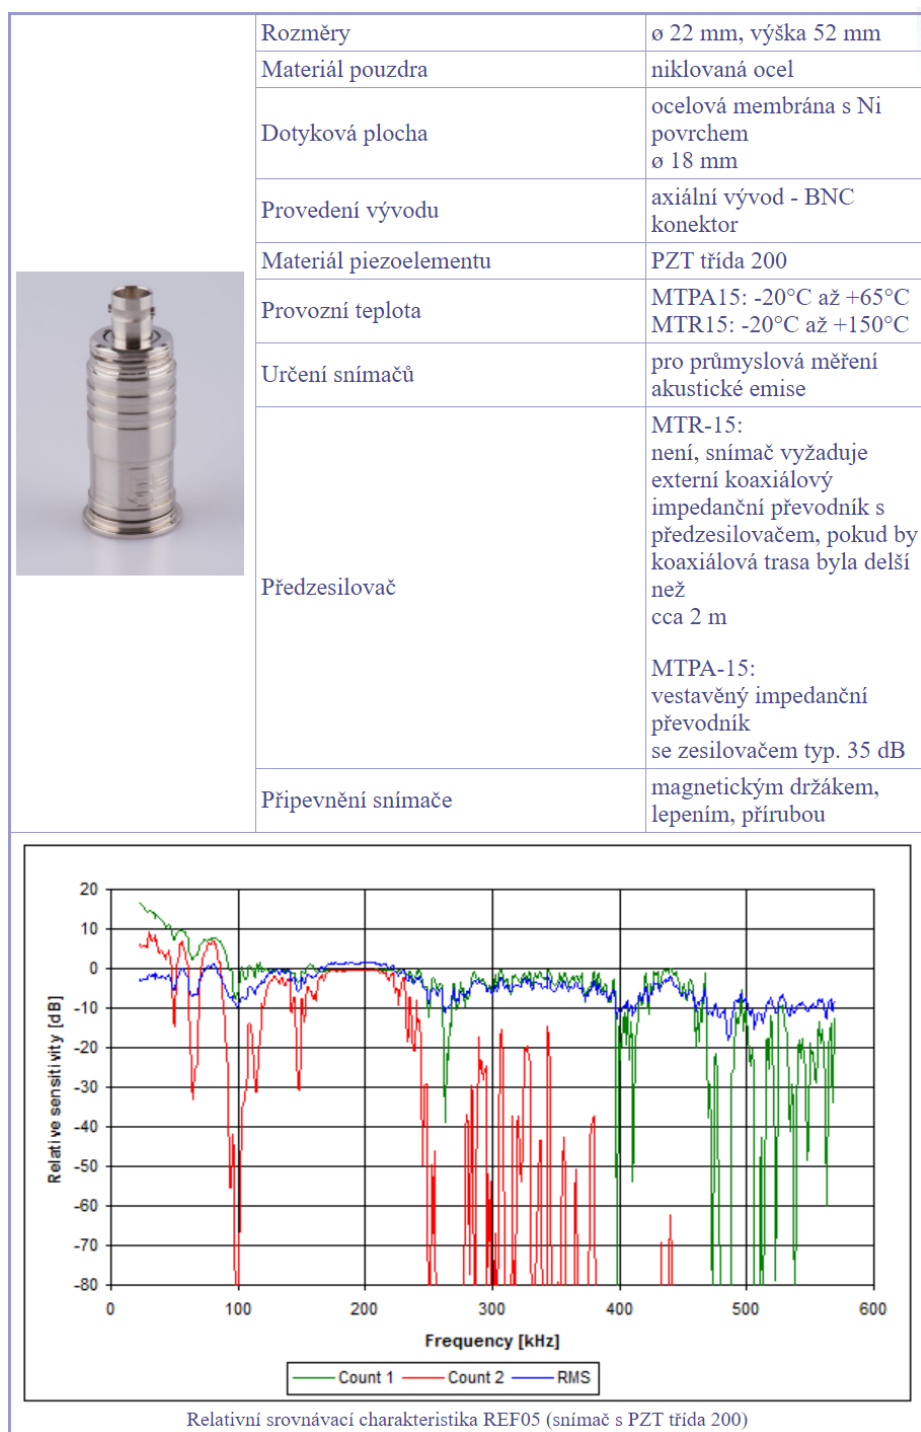 Rozměry
ø 22 mm, výška 52 mm
Materiál pouzdra
niklovaná ocel
Dotyková plocha
ocelová membrána s Ni
povrchem
ø 18 mm
Provedení vývodu
axiální vývod - BNC
konektor
Materiál piezoelementu
PZT třída 200
Provozní teplota
MTPA15: -20°C až +65°C
MTR15: -20°C až +150°C
Určení snímačů
pro průmyslová měření
akustické emise
Předzesilovač
MTR-15:
není, snímač vyžaduje
externí koaxiálový
impedanční převodník s
předzesilovačem, pokud by
koaxiálová trasa byla delší
než
cca 2 m
MTPA-15:
vestavěný impedanční
převodník
se zesilovačem typ. 35 dB
Připevnění snímače
magnetickým držákem,
lepením, přírubou
20
10
0
-10
-20
-30
-40
-50
-60
-70
-80
Relative sensitivity [dB]
0 100 200 300 400 500 600
Frequency [kHz]
Count 1 Count 2 RMS
Relativní srovnávací charakteristika REF05 (snímač s PZT třída 200)